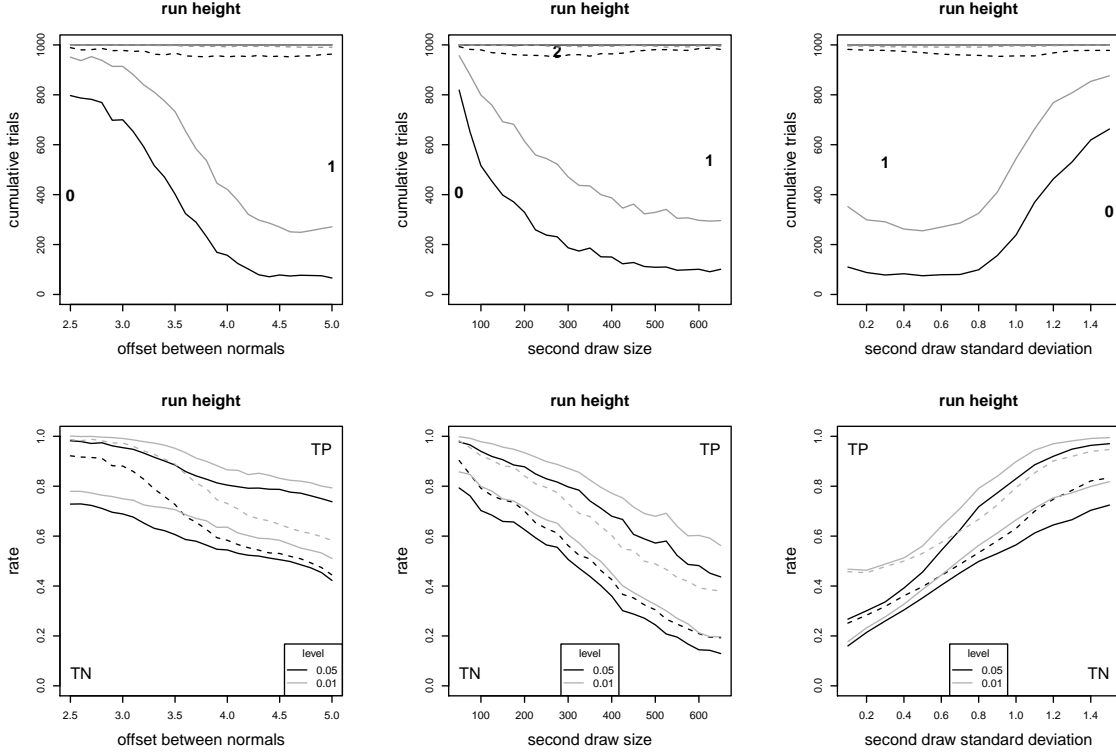 run height
cumulative trials
0 200 400 600 800 1000
0
1
2.5 3.0 3.5 4.0 4.5 5.0
offset between normals
run height
cumulative trials
0 200 400 600 800 1000
2
0
1
100 200 300 400 500 600
second draw size
run height
cumulative trials
0 200 400 600 800 1000
1
0
0.2 0.4 0.6 0.8 1.0 1.2 1.4
second draw standard deviation
run height
rate
0.0 0.2 0.4 0.6 0.8 1.0
TP
TN
level
0.05
0.01
2.5 3.0 3.5 4.0 4.5 5.0
offset between normals
run height
rate
0.0 0.2 0.4 0.6 0.8 1.0
TP
TN
level
0.05
0.01
100 200 300 400 500 600
second draw size
run height
rate
0.0 0.2 0.4 0.6 0.8 1.0
TP
TN
level
0.05
0.01
0.2 0.4 0.6 0.8 1.0 1.2 1.4
second draw standard deviation